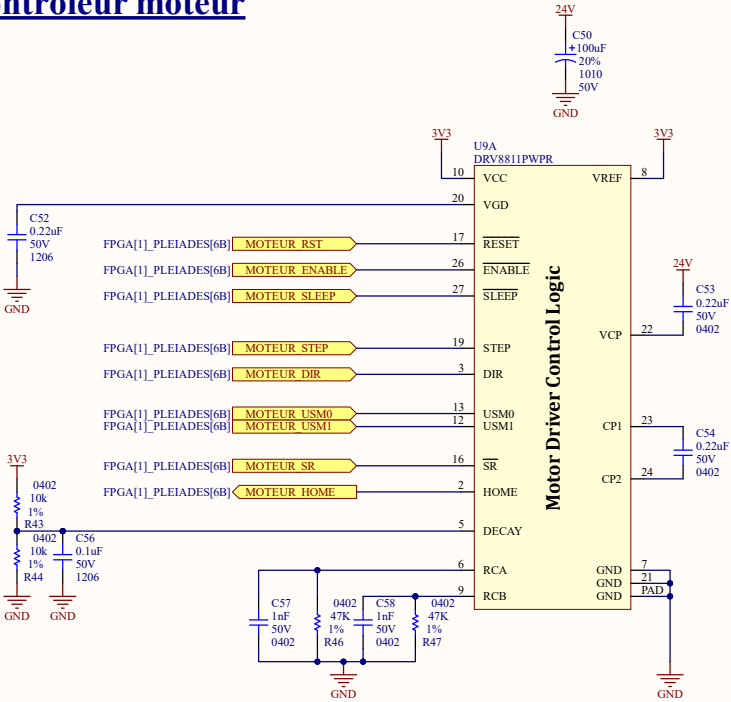 ontroleur moteur
24V
C50
+100uF
20%
1010
50V
GND
3V3
U9A
DRV8811PWPR
3V3
10 VCC VREF 8
20 VGD
C52
0.22uF
50V
1206
GND
FPGA[1]_PLEIADES[6B] MOTEUR_RST 17 RESET
FPGA[1]_PLEIADES[6B] MOTEUR_ENABLE 26 ENABLE
FPGA[1]_PLEIADES[6B] MOTEUR_SLEEP 27 SLEEP
24V
C53
0.22uF
50V
0402
VCP 22
FPGA[1]_PLEIADES[6B] MOTEUR_STEP 19 STEP
FPGA[1]_PLEIADES[6B] MOTEUR_DIR 3 DIR
FPGA[1]_PLEIADES[6B] MOTEUR_USM0 13 USM0
FPGA[1]_PLEIADES[6B] MOTEUR_USM1 12 USM1
CP1 23
C54
0.22uF
50V
0402
CP2 24
FPGA[1]_PLEIADES[6B] MOTEUR_SR 16 SR
FPGA[1]_PLEIADES[6B] MOTEUR_HOME 2 HOME
Motor Driver Control Logic
3V3
0402
10k
1%
R43
5 DECAY
0402
10k
1%
R44
C56
0.1uF
50V
1206
GND
GND
6 RCA
9 RCB
GND 7
GND 21
GND PAD
C57
1nF
50V
0402
0402
47K
1%
R46
C58
1nF
50V
0402
0402
47K
1%
R47
GND
GND